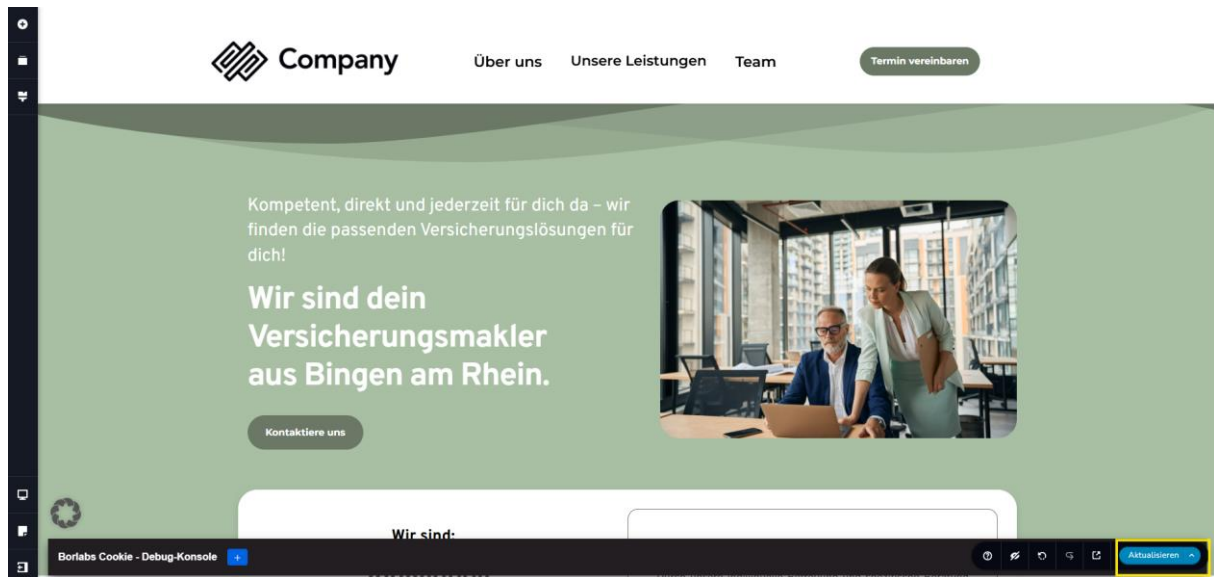 Company
Über uns
Unsere Leistungen
Team
Termin vereinbaren
Kompetent, direkt und jederzeit für dich da – wir
finden die passenden Versicherungslösungen für
dich!
Wir sind dein
Versicherungsmakler
aus Bingen am Rhein.
Kontaktiere uns
Wir sind:
Borlabs Cookie - Debug-Konsole
Aktualisieren